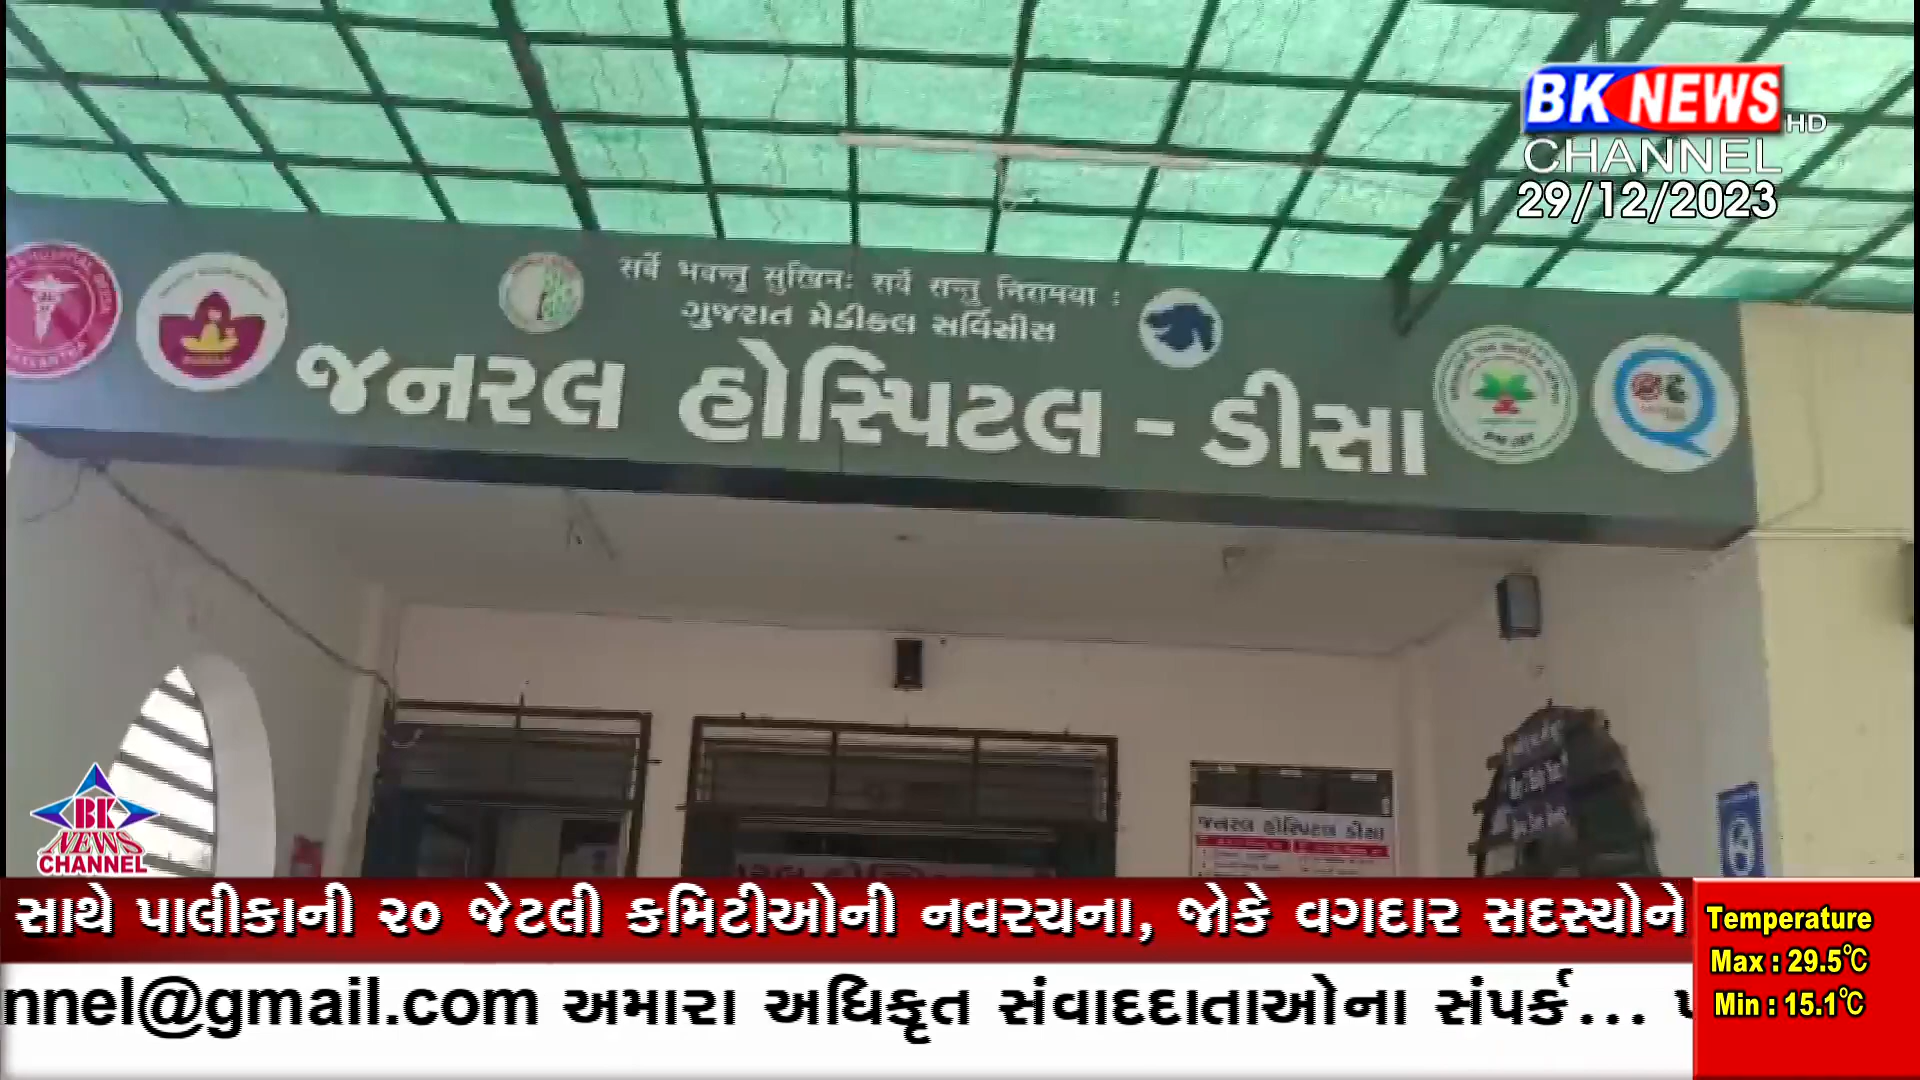 BK NEWS HD
CHANNEL
29/12/2023
सर्वे भवन्तु सुखिनः सर्वे सन्तु निरामया :
ગુજરાત મેડીકલ સર્વિસીસ
જનરલ હોસ્પિટલ - ડીસા
જનરલ હોસ્પિટલ ડીસા
BK
NEWS
CHANNEL
સાથે પાલીકાની ૨૦ જેટલી કમિટીઓની નવરચના, જોકે વગદાર સદસ્યોને
nnel@gmail.com અમારા અધિકૃત સંવાદદાતાઓના સંપર્ક...
Temperature
Max : 29.5℃
Min : 15.1℃